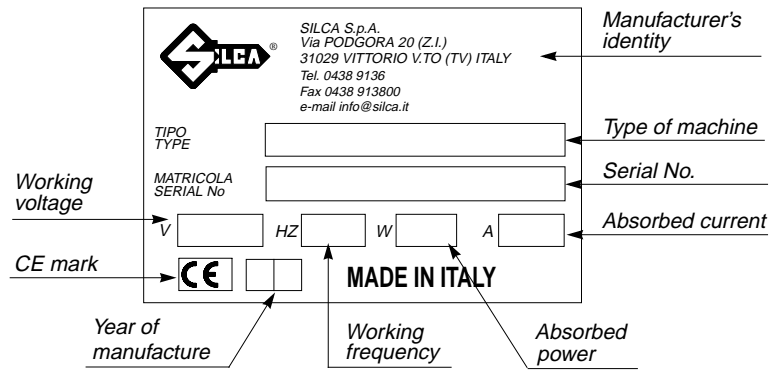 SILCA S.p.A.
Via PODGORA 20 (Z.I.)
31029 VITTORIO V.TO (TV) ITALY
Tel. 0438 9136
Fax 0438 913800
e-mail info@silca.it
SILCA ®
Manufacturer's
identity
TIPO
TYPE
Type of machine
MATRICOLA
SERIAL No
Serial No.
Working
voltage
V
HZ
W
A
Absorbed current
CE mark
CE
MADE IN ITALY
Year of
manufacture
Working
frequency
Absorbed
power